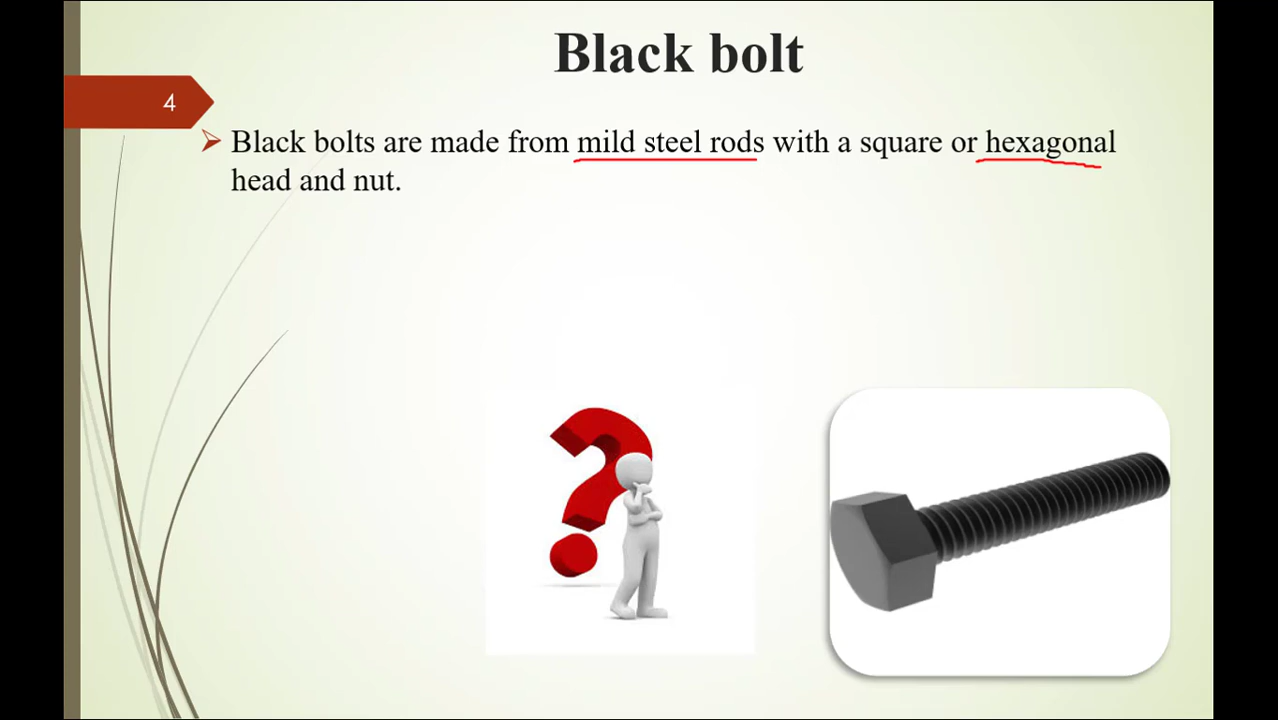 Black bolt
4
Black bolts are made from mild steel rods with a square or hexagonal
head and nut.